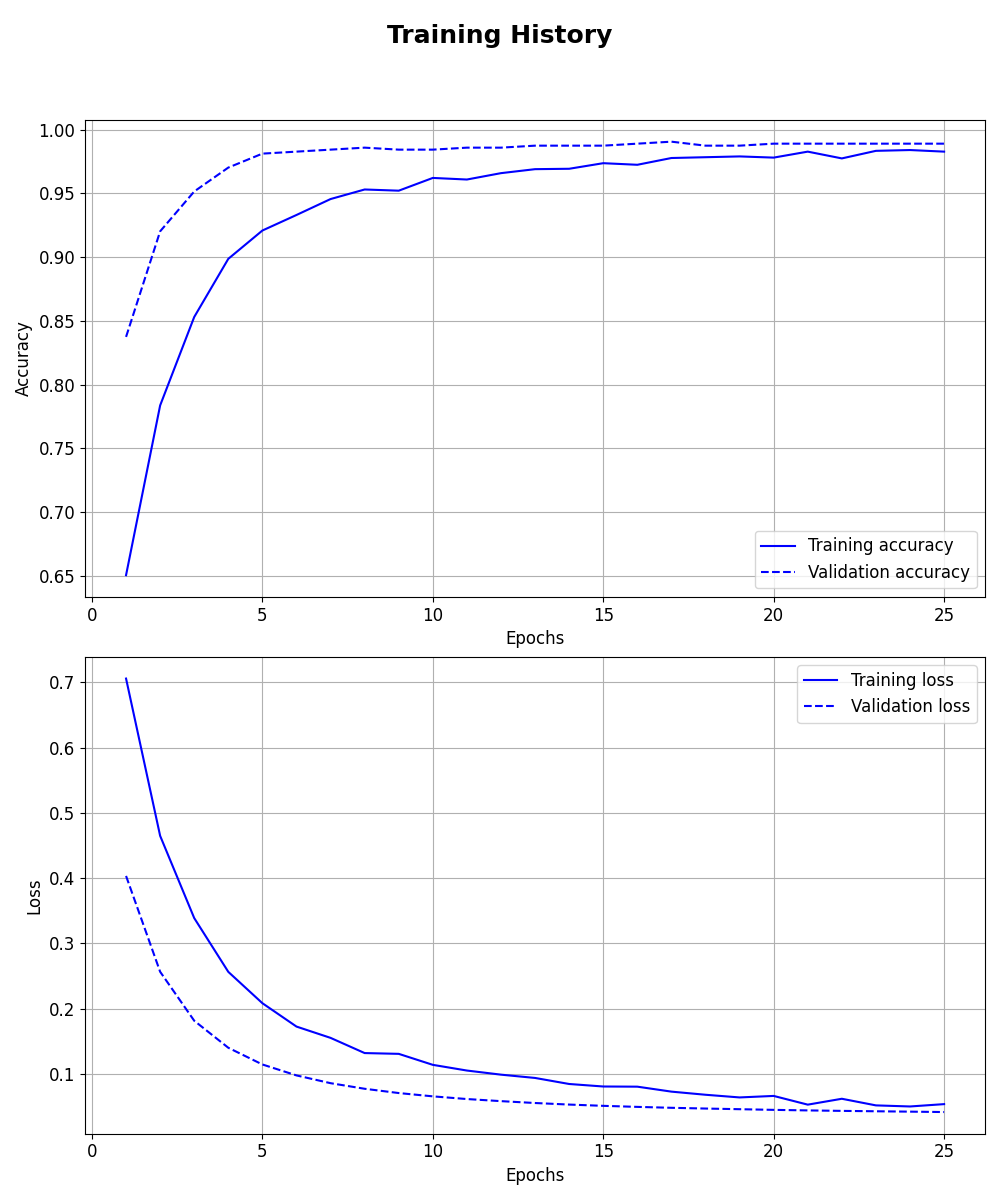 Training History
1.00
0.95
0.90
0.85
0.80
0.75
0.70
0.65
Accuracy
Training accuracy
Validation accuracy
0 5 10 15 20 25
Epochs
0.7
0.6
0.5
0.4
0.3
0.2
0.1
Loss
Training loss
Validation loss
0 5 10 15 20 25
Epochs